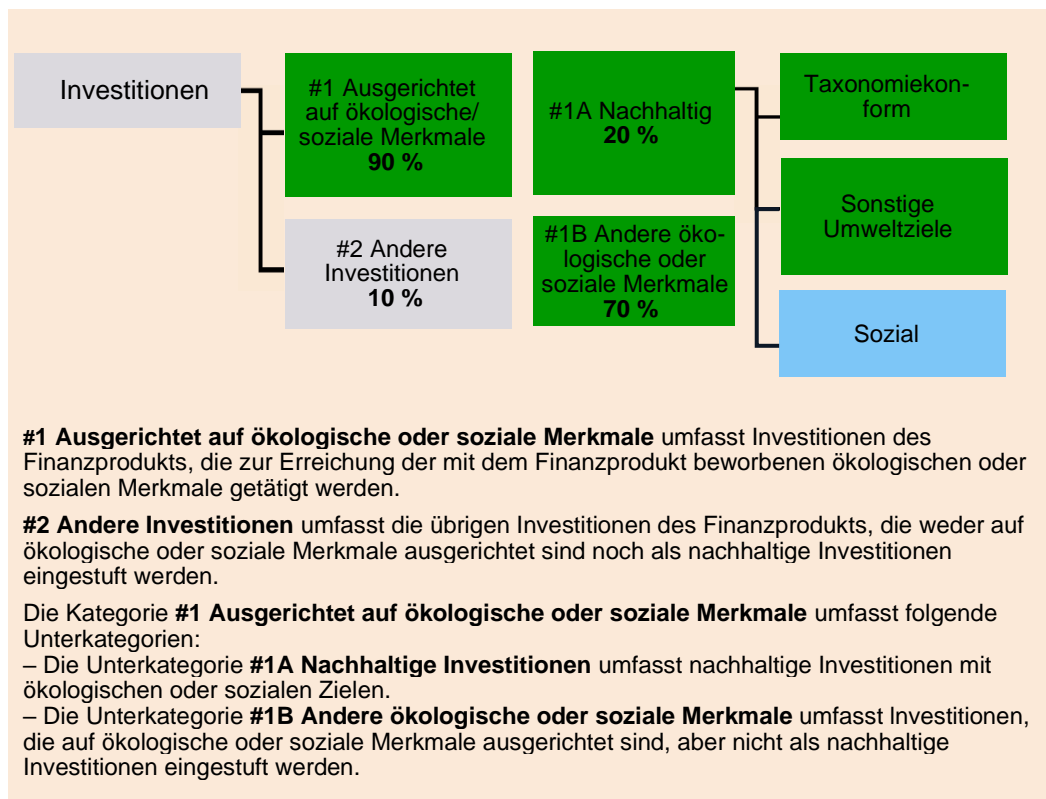 Investitionen
#1 Ausgerichtet
auf ökologische/
soziale Merkmale
90 %
#2 Andere
Investitionen
10 %
#1A Nachhaltig
20 %
#1B Andere öko-
logische oder
soziale Merkmale
70 %
Taxonomiekon-
form
Sonstige
Umweltziele
Sozial
#1 Ausgerichtet auf ökologische oder soziale Merkmale umfasst Investitionen des
Finanzprodukts, die zur Erreichung der mit dem Finanzprodukt beworbenen ökologischen oder
sozialen Merkmale getätigt werden.
#2 Andere Investitionen umfasst die übrigen Investitionen des Finanzprodukts, die weder auf
ökologische oder soziale Merkmale ausgerichtet sind noch als nachhaltige Investitionen
eingestuft werden.
Die Kategorie #1 Ausgerichtet auf ökologische oder soziale Merkmale umfasst folgende
Unterkategorien:
– Die Unterkategorie #1A Nachhaltige Investitionen umfasst nachhaltige Investitionen mit
ökologischen oder sozialen Zielen.
– Die Unterkategorie #1B Andere ökologische oder soziale Merkmale umfasst Investitionen,
die auf ökologische oder soziale Merkmale ausgerichtet sind, aber nicht als nachhaltige
Investitionen eingestuft werden.